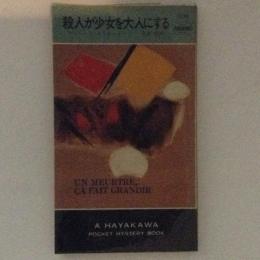 殺人が少女を大人にする
UN MEURTRE,
ÇA FAIT GRANDIR
A HAYAKAWA
POCKET MYSTERY BOOK